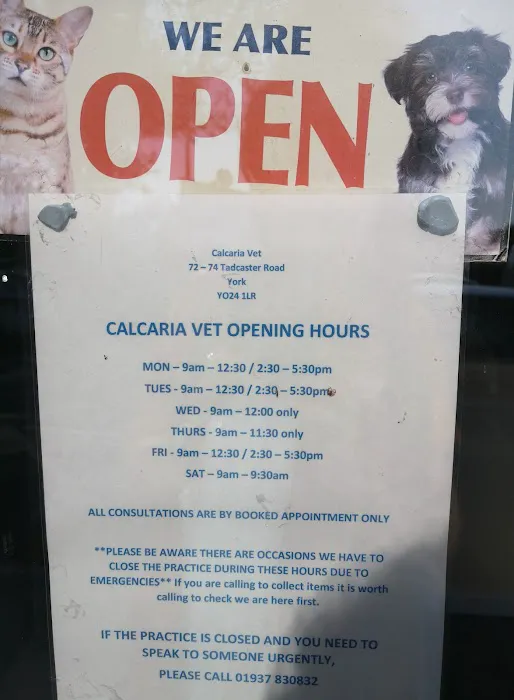 WE ARE
OPEN
Calcaria Vet
72 – 74 Tadcaster Road
York
YO24 1LR
CALCARIA VET OPENING HOURS
MON – 9am – 12:30 / 2:30 – 5:30pm
TUES - 9am – 12:30 / 2:30 – 5:30pm
WED - 9am – 12:00 only
THURS - 9am – 11:30 only
FRI - 9am – 12:30 / 2:30 – 5:30pm
SAT – 9am – 9:30am
ALL CONSULTATIONS ARE BY BOOKED APPOINTMENT ONLY
**PLEASE BE AWARE THERE ARE OCCASIONS WE HAVE TO
CLOSE THE PRACTICE DURING THESE HOURS DUE TO
EMERGENCIES** If you are calling to collect items it is worth
calling to check we are here first.
IF THE PRACTICE IS CLOSED AND YOU NEED TO
SPEAK TO SOMEONE URGENTLY,
PLEASE CALL 01937 830832